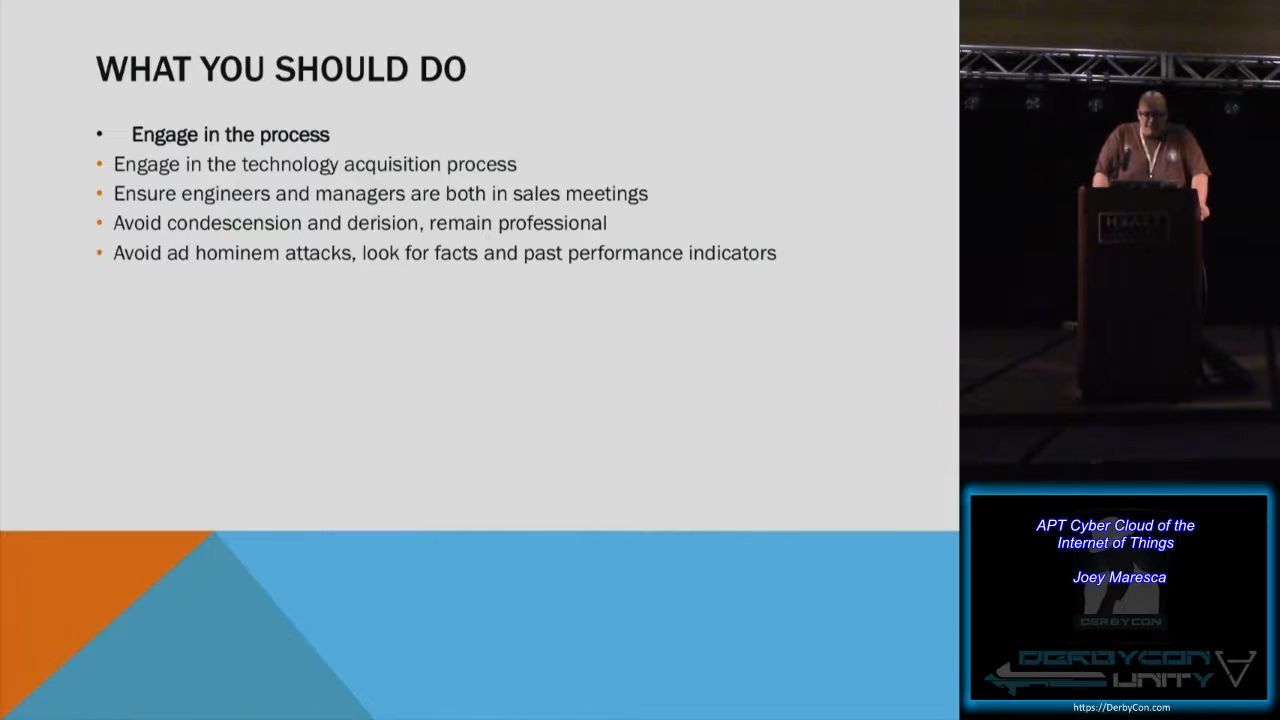 WHAT YOU SHOULD DO
• Engage in the process
• Engage in the technology acquisition process
• Ensure engineers and managers are both in sales meetings
• Avoid condescension and derision, remain professional
• Avoid ad hominem attacks, look for facts and past performance indicators
HYATT
APT Cyber Cloud of the
Internet of Things
Joey Maresca
DERBYCON
DERBYCON
UNITY
https://DerbyCon.com